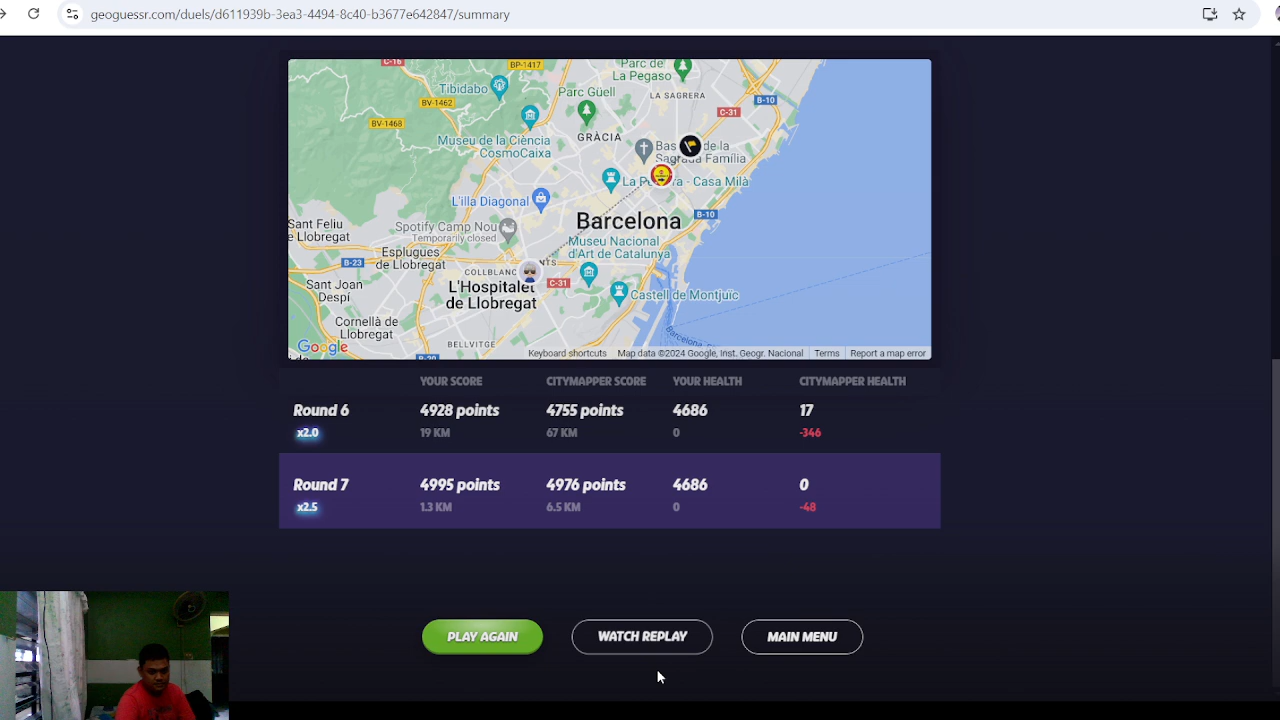 geoguessr.com/duels/d611939b-3ea3-4494-8c40-b3677e642847/summary
C-16
BP-1417
Parc de
La Pegaso
Tibidabo
Parc Güell
LA SAGRERA
B-10
BV-1462
C-31
BV-1468
GRÀCIA
Museu de la Ciència
CosmoCaixa
Bas de la
Sagrada Família
La P era - Casa Milà
L'illa Diagonal
B-10
Sant Feliu
de Llobregat
Spotify Camp Nou
Temporarily closed
Barcelona
Museu Nacional
d'Art de Catalunya
Esplugues
de Llobregat
B-23
COLLBLANC
NTS
C-31
Sant Joan
Despí
L'Hospitalet
de Llobregat
Castell de Montjuïc
Cornellà de
Llobregat
BELLVITGE
Google
B-20
Keyboard shortcuts
Map data ©2024 Google, Inst. Geogr. Nacional
Terms
Report a map error
YOUR SCORE CITYMAPPER SCORE YOUR HEALTH CITYMAPPER HEALTH
Round 6 4928 points 4755 points 4686 17
x2.0 19 KM 67 KM 0 -346
Round 7 4995 points 4976 points 4686 0
x2.5 1.3 KM 6.5 KM 0 -48
PLAY AGAIN WATCH REPLAY MAIN MENU